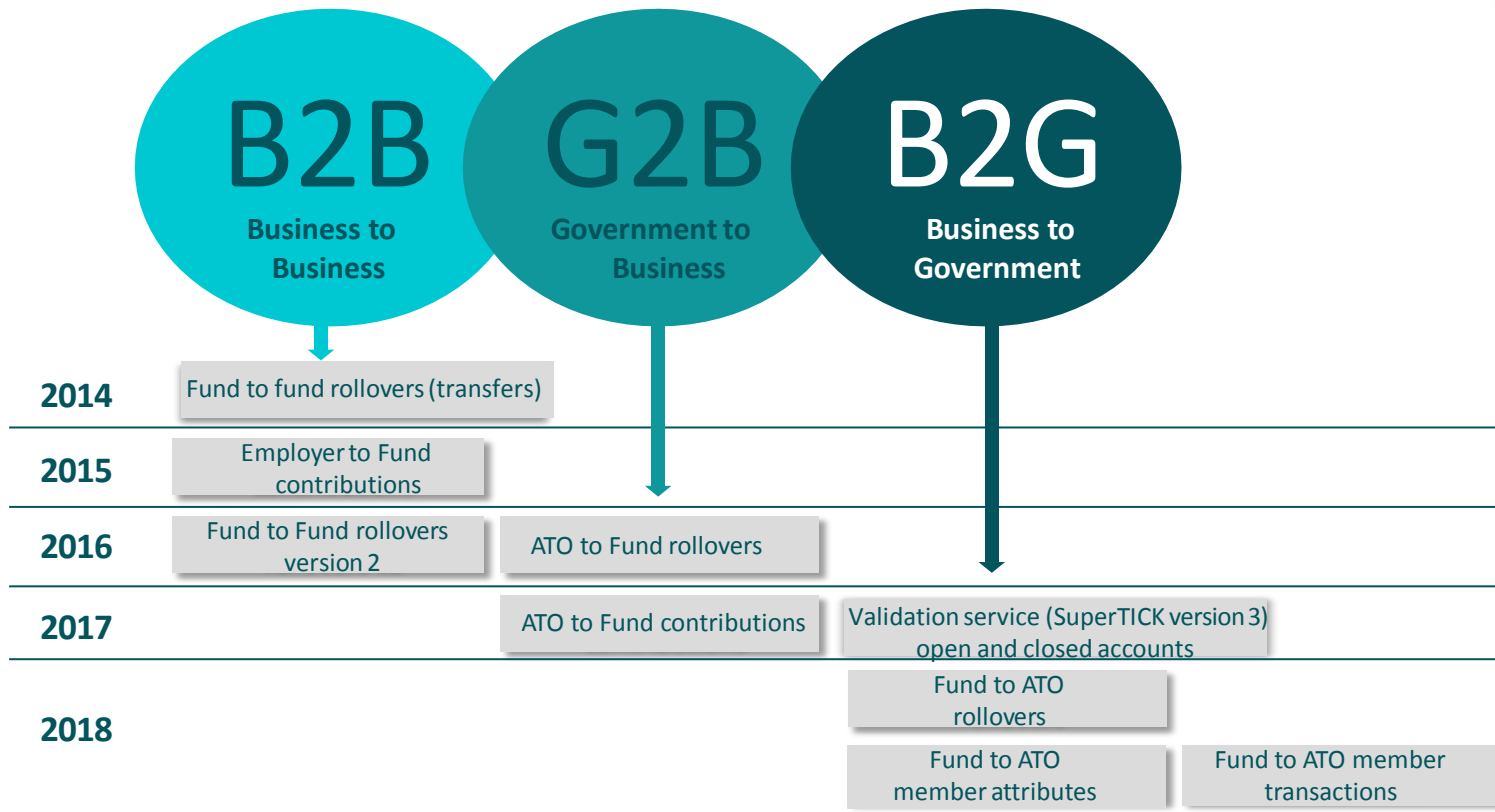 B2B
Business to
Business
G2B
Government to
Business
B2G
Business to
Government
2014
Fund to fund rollovers (transfers)
2015
Employer to Fund
contributions
2016
Fund to Fund rollovers
version 2
ATO to Fund rollovers
2017
ATO to Fund contributions
Validation service (SuperTICK version 3)
open and closed accounts
2018
Fund to ATO
rollovers
Fund to ATO
member attributes
Fund to ATO member
transactions